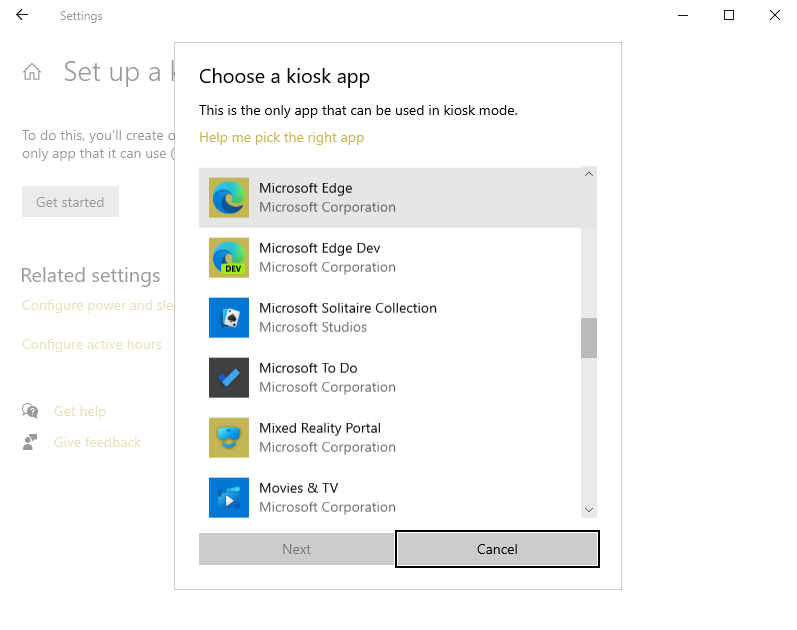 Settings
Set up a k
To do this, you'll create o
only app that it can use (
Get started
Related settings
Configure power and sle
Configure active hours
Get help
Give feedback
Choose a kiosk app
This is the only app that can be used in kiosk mode.
Help me pick the right app
Microsoft Edge
Microsoft Corporation
Microsoft Edge Dev
Microsoft Corporation
DEV
Microsoft Solitaire Collection
Microsoft Studios
Microsoft To Do
Microsoft Corporation
Mixed Reality Portal
Microsoft Corporation
Movies & TV
Microsoft Corporation
Next
Cancel